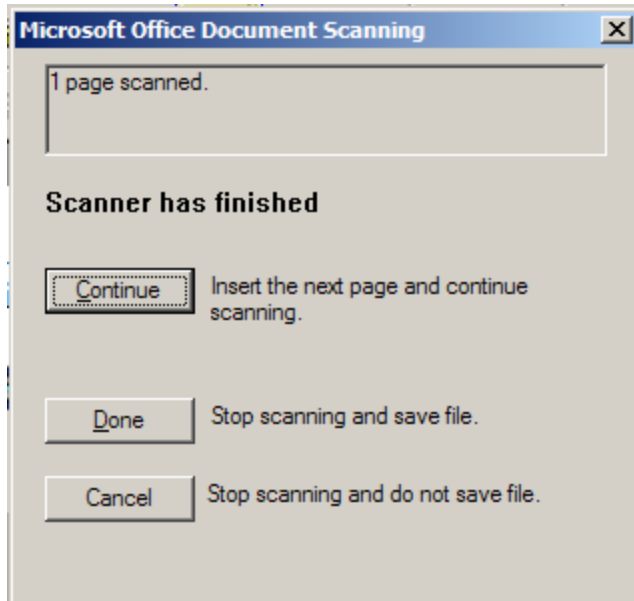 Microsoft Office Document Scanning
1 page scanned.
Scanner has finished
Continue
Insert the next page and continue
scanning.
Done
Stop scanning and save file.
Cancel
Stop scanning and do not save file.